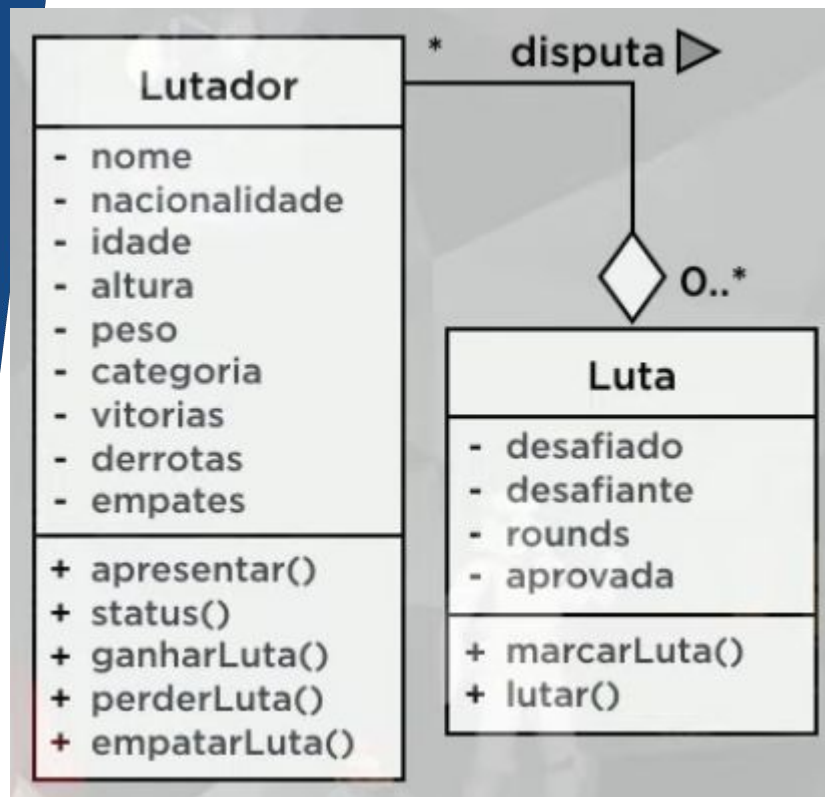 * disputa
Lutador
- nome
- nacionalidade
- idade
- altura
- peso
- categoria
- vitorias
- derrotas
- empates
+ apresentar()
+ status()
+ ganharLuta()
+ perderLuta()
+ empatarLuta()
0..*
Luta
- desafiado
- desafiante
- rounds
- aprovada
+ marcarLuta()
+ lutar()